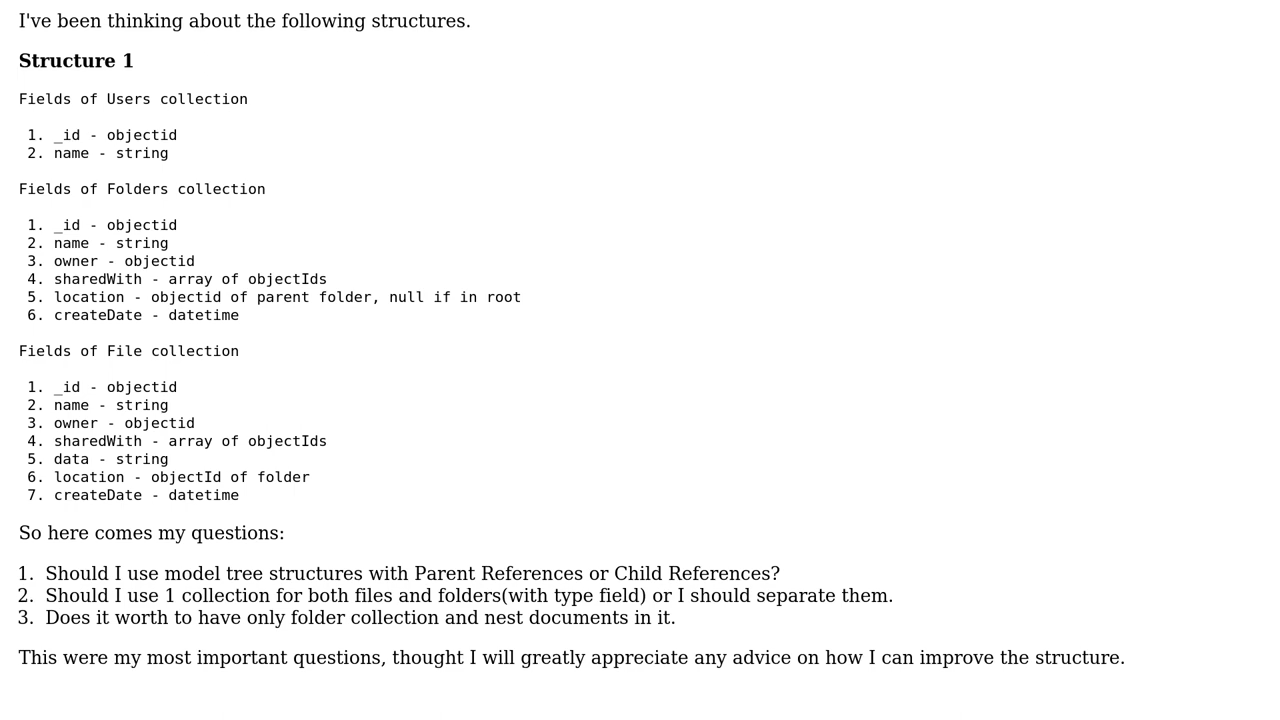 I've been thinking about the following structures.
Structure 1
Fields of Users collection
1. _id - objectid
2. name - string
Fields of Folders collection
1. _id - objectid
2. name - string
3. owner - objectid
4. sharedWith - array of objectIds
5. location - objectid of parent folder, null if in root
6. createDate - datetime
Fields of File collection
1. _id - objectid
2. name - string
3. owner - objectid
4. sharedWith - array of objectIds
5. data - string
6. location - objectId of folder
7. createDate - datetime
So here comes my questions:
1. Should I use model tree structures with Parent References or Child References?
2. Should I use 1 collection for both files and folders(with type field) or I should separate them.
3. Does it worth to have only folder collection and nest documents in it.
This were my most important questions, thought I will greatly appreciate any advice on how I can improve the structure.